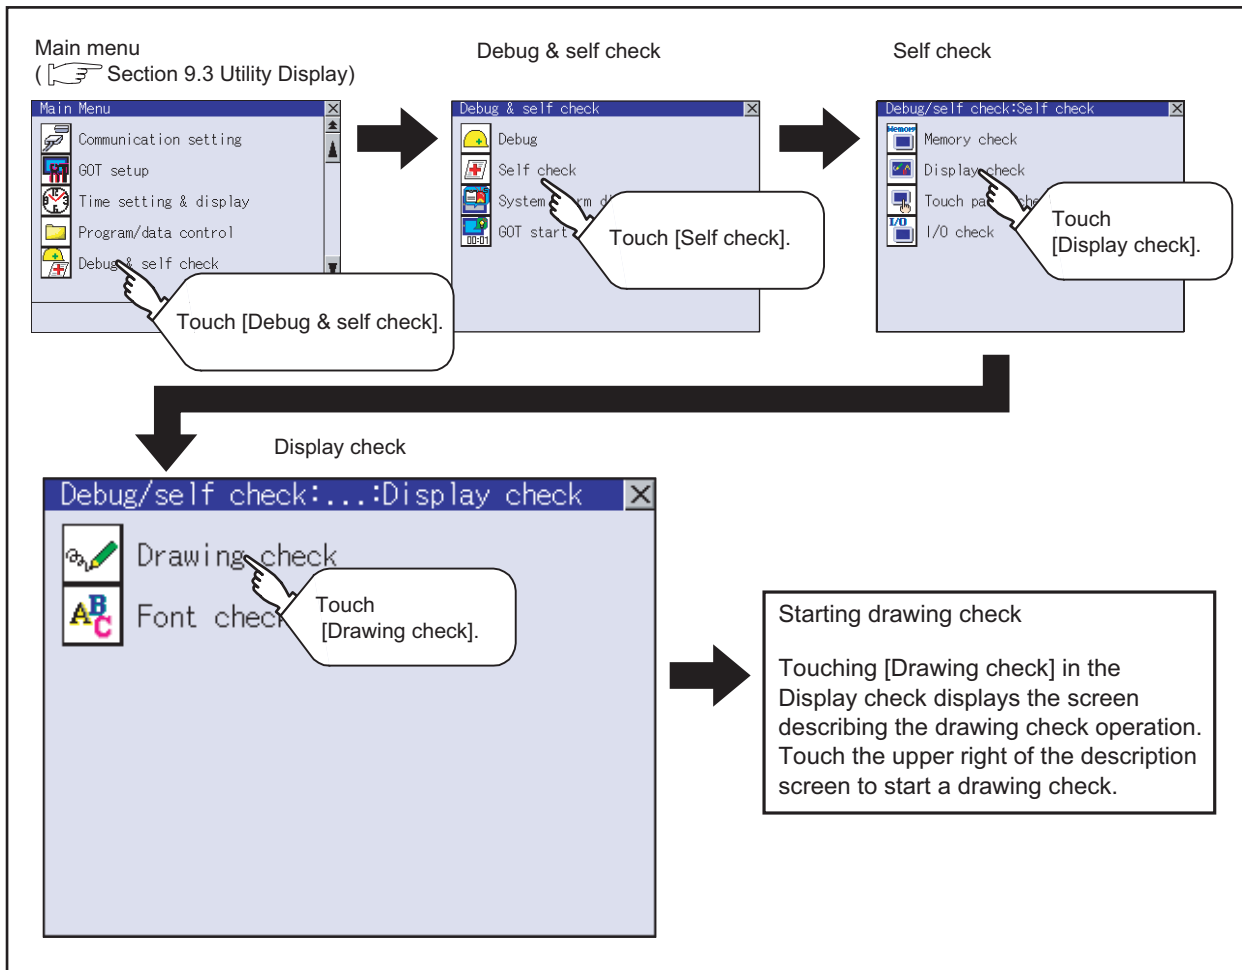 Main menu
( Section 9.3 Utility Display)
Main Menu
Communication setting
GOT setup
Time setting & display
Program/data control
Debug & self check
Touch [Debug & self check].
Debug & self check
Debug & self check
Debug
Self check
System
GOT start
00:01
Touch [Self check].
Self check
Debug/self check:Self check
Memory
Memory check
Display check
Touch
I/O
I/O check
Touch
[Display check].
Display check
Debug/self check:...:Display check
Drawing check
ABC
Font check
Touch
[Drawing check].
Starting drawing check
Touching [Drawing check] in the
Display check displays the screen
describing the drawing check operation.
Touch the upper right of the description
screen to start a drawing check.